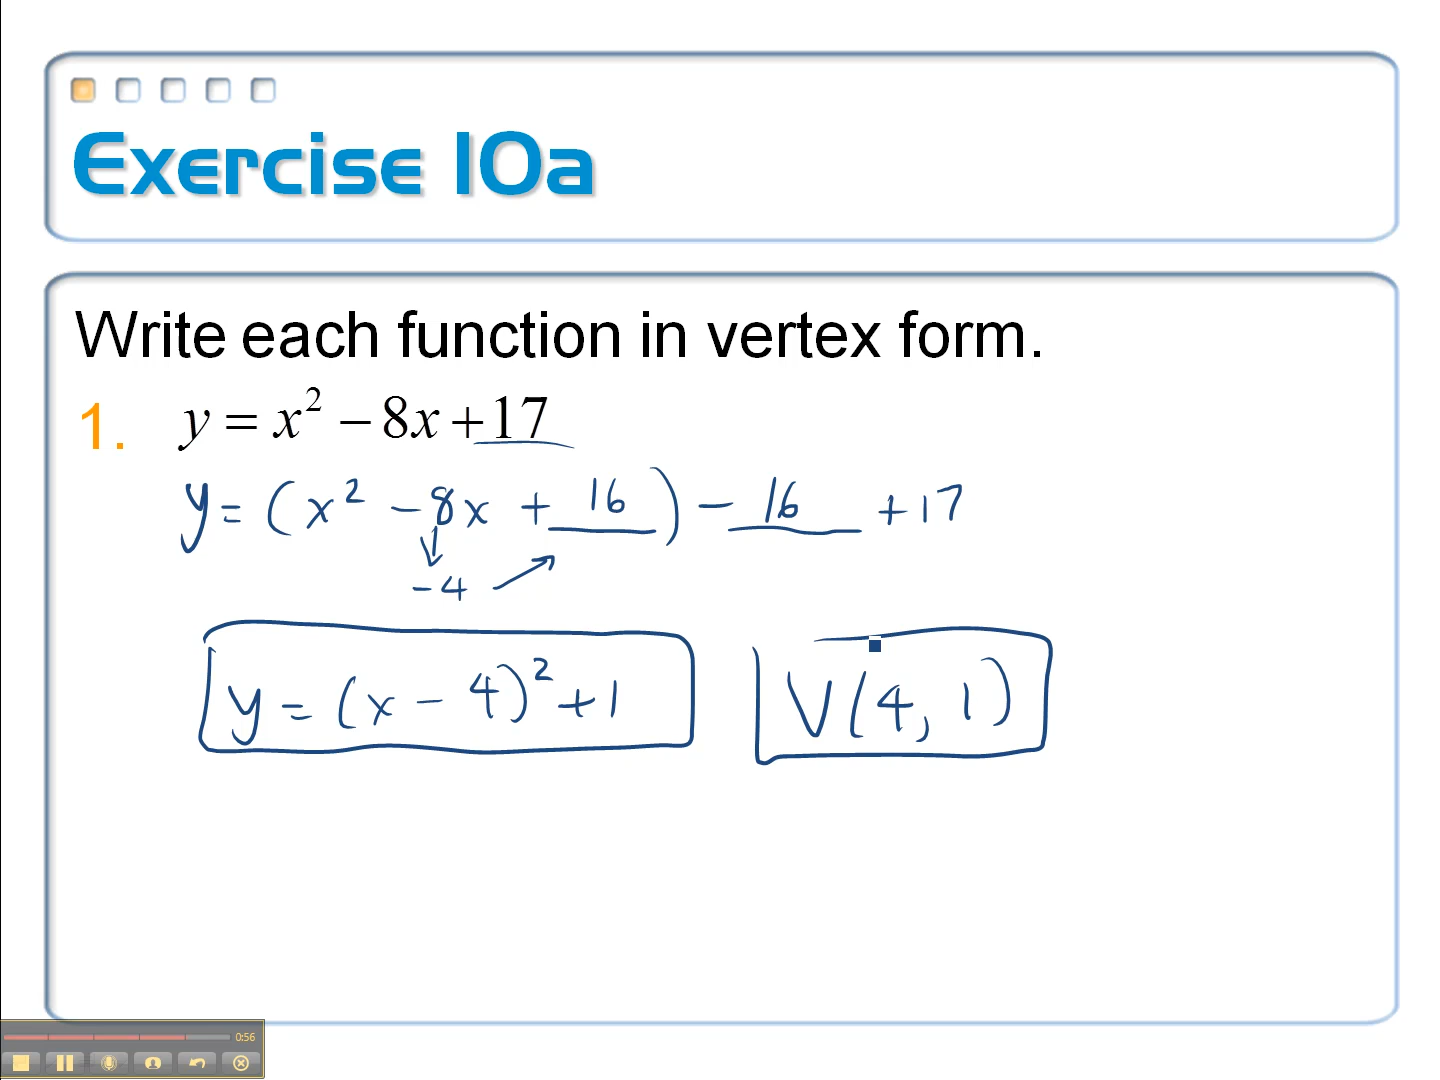 Exercise 10a
Write each function in vertex form.
1. y = x² − 8x + 17
y = (x² − 8x + 16) − 16 + 17
−4
y = (x − 4)² + 1
V(4, 1)
0:56